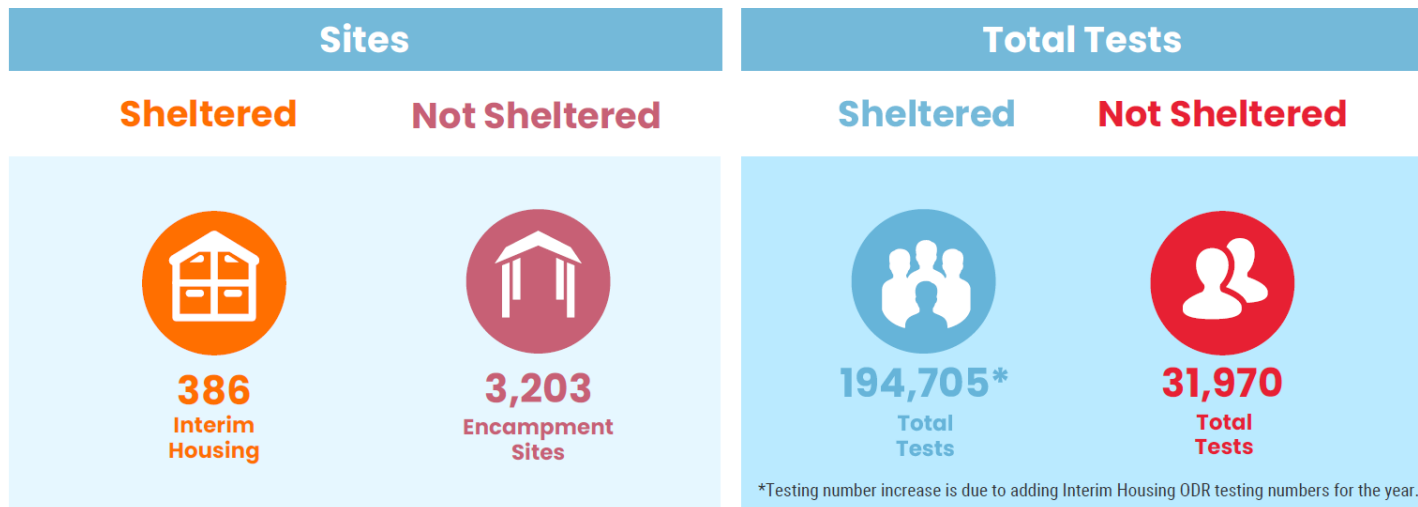 Sites
Sheltered
Not Sheltered
386
Interim
Housing
3,203
Encampment
Sites
Total Tests
Sheltered
Not Sheltered
194,705*
Total
Tests
31,970
Total
Tests
*Testing number increase is due to adding Interim Housing ODR testing numbers for the year.